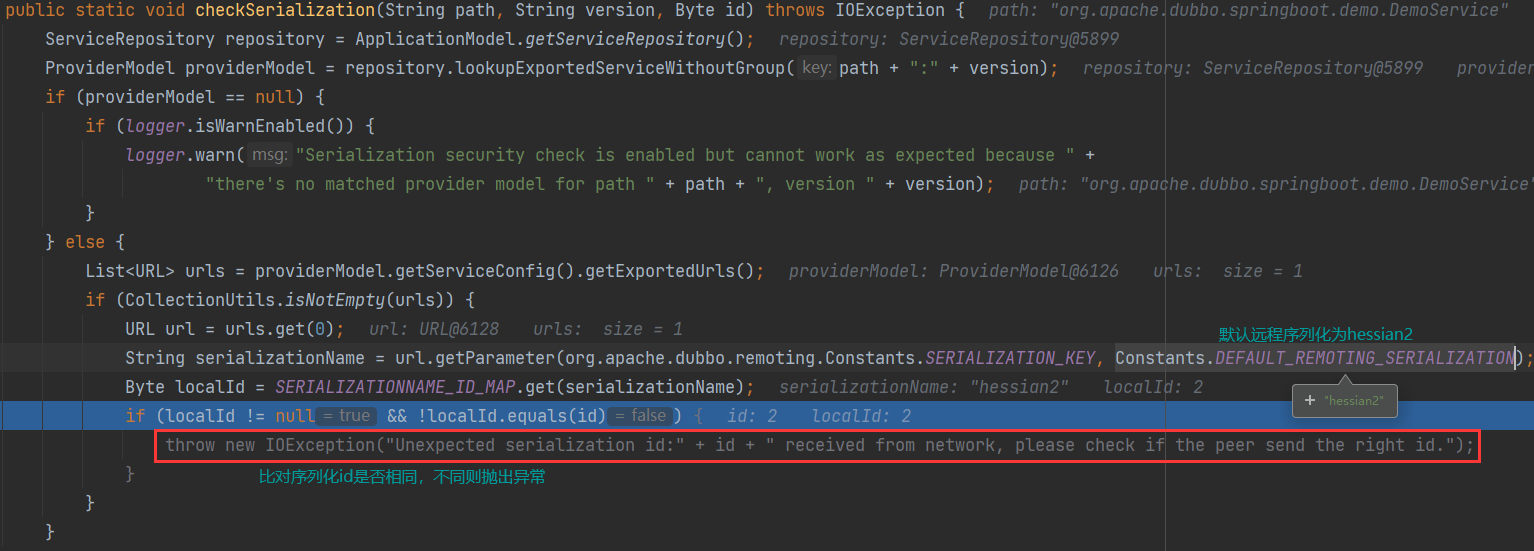 public static void checkSerialization(String path, String version, Byte id) throws IOException {  path: "org.apache.dubbo.springboot.demo.DemoService"
ServiceRepository repository = ApplicationModel.getServiceRepository();  repository: ServiceRepository@5899
ProviderModel providerModel = repository.lookupExportedServiceWithoutGroup( key: path + ":" + version);  repository: ServiceRepository@5899  provider
if (providerModel == null) {
if (logger.isWarnEnabled()) {
logger.warn( msg: "Serialization security check is enabled but cannot work as expected because " +
"there's no matched provider model for path " + path + ", version " + version);  path: "org.apache.dubbo.springboot.demo.DemoService"
}
} else {
List<URL> urls = providerModel.getServiceConfig().getExportedUrls();  providerModel: ProviderModel@6126  urls:  size = 1
if (CollectionUtils.isNotEmpty(urls)) {
URL url = urls.get(0);  url: URL@6128  urls:  size = 1
默认远程序列化为hessian2
String serializationName = url.getParameter(org.apache.dubbo.remoting.Constants.SERIALIZATION_KEY, Constants.DEFAULT_REMOTING_SERIALIZATION);
Byte localId = SERIALIZATIONNAME_ID_MAP.get(serializationName);  serializationName: "hessian2"  localId: 2
+ "hessian2"
if (localId != null = true && !localId.equals(id) = false ) {  id: 2  localId: 2
throw new IOException("Unexpected serialization id:" + id + " received from network, please check if the peer send the right id.");
}
比对序列化id是否相同，不同则抛出异常
}
}